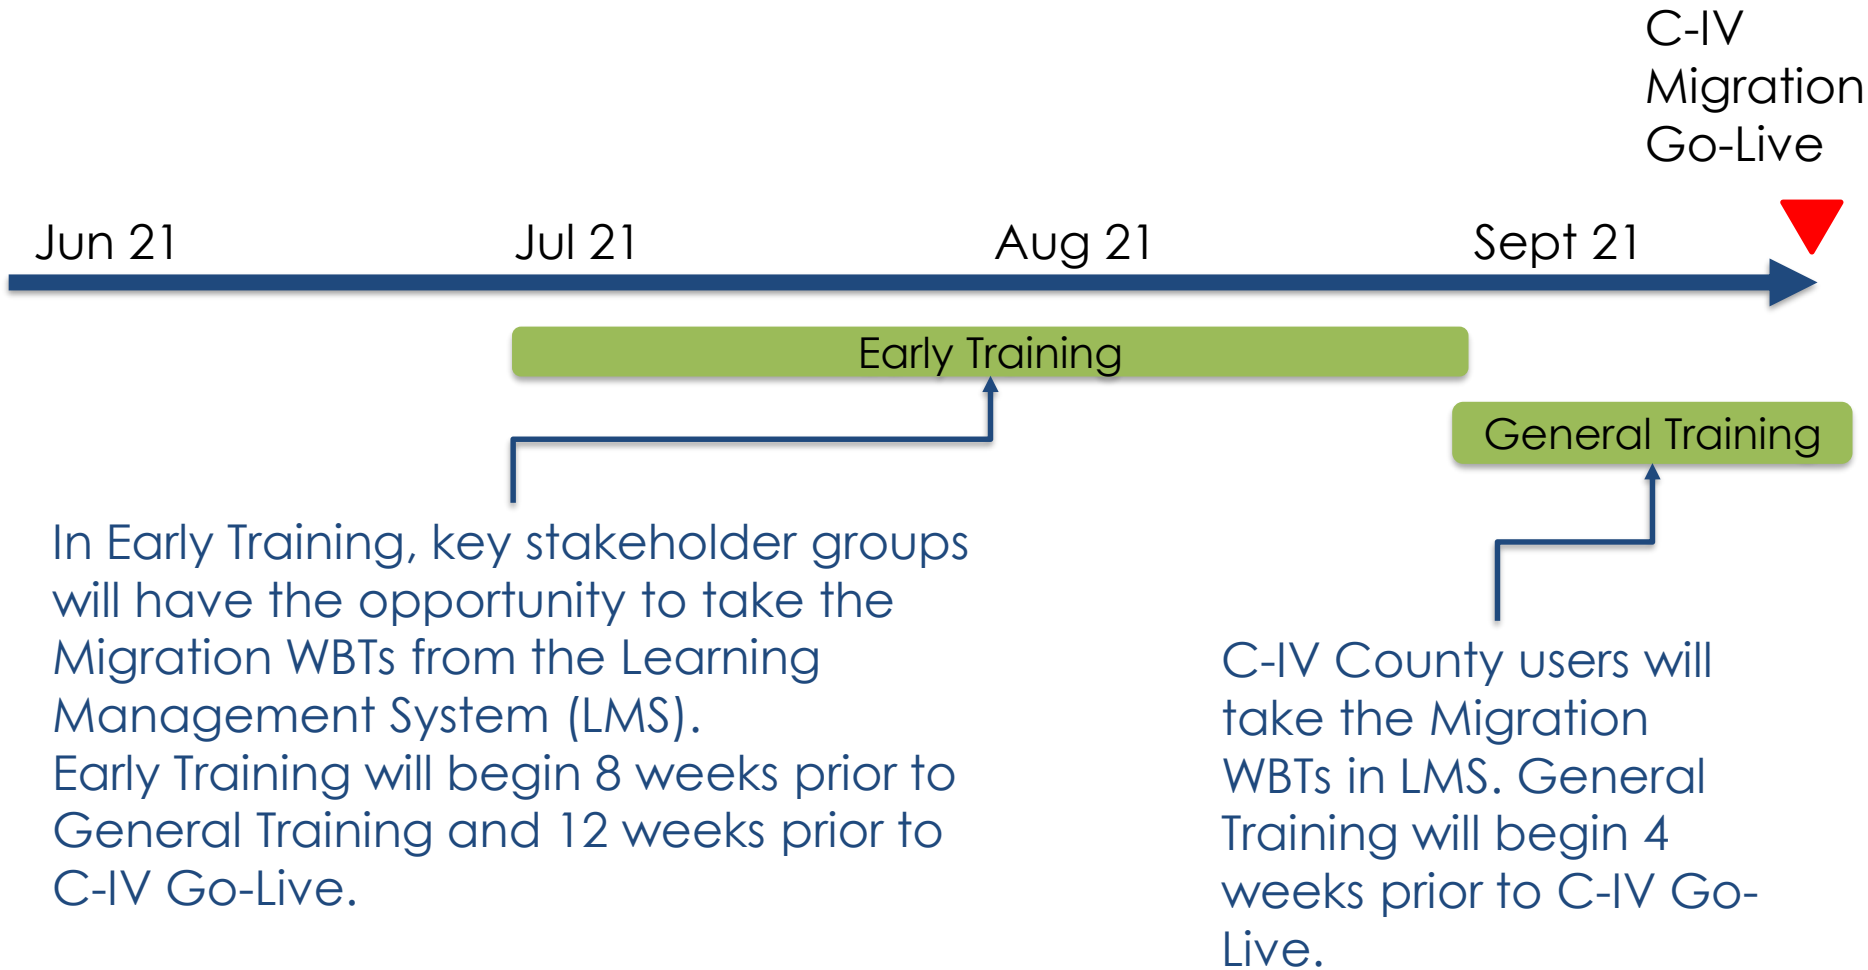 C-IV
Migration
Go-Live
Jun 21
Jul 21
Aug 21
Sept 21
Early Training
General Training
In Early Training, key stakeholder groups
will have the opportunity to take the
Migration WBTs from the Learning
Management System (LMS).
Early Training will begin 8 weeks prior to
General Training and 12 weeks prior to
C-IV Go-Live.
C-IV County users will
take the Migration
WBTs in LMS. General
Training will begin 4
weeks prior to C-IV Go-
Live.